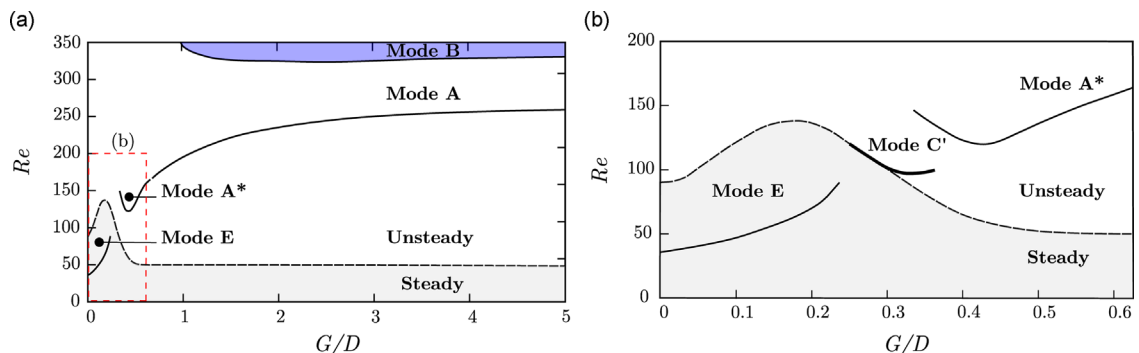 (a)
350
300
250
200
150
100
50
0
Re
0
1
2
3
4
5
G/D
(b)
Mode B
Mode A
Mode A*
Mode E
Unsteady
Steady
(b)
200
150
100
50
0
Re
0
0.1
0.2
0.3
0.4
0.5
0.6
G/D
Mode A*
Mode C'
Mode E
Unsteady
Steady